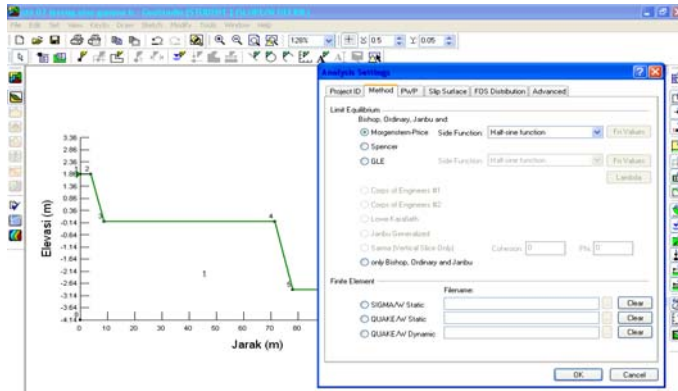 File Edit Set View KeyIn Draw Sketch Modify Tools Window Help
128%
0.5
Y: 0.05
Analysis Settings
Project ID Method PWP Slip Surface FOS Distribution Advanced
Limit Equilibrium
Bishop, Ordinary, Janbu and
Morgenstern-Price Side Function: Half-sine function Fn Values
Spencer
GLE Side Function: Half-sine function Fn Values
Lambda
Corps of Engineers #1
Corps of Engineers #2
Lowe-Karafiath
Janbu Generalized
Sarma (Vertical Slice Only) Cohesion: 0 Phi: 0
only Bishop, Ordinary and Janbu
Finite Element
Filename:
SIGMA/W Static Clear
QUAKE/W Static Clear
QUAKE/W Dynamic Clear
OK Cancel
3.36
2.86
2.36
1.86
1.36
0.86
0.36
-0.14
-0.64
-1.14
-1.64
-2.14
-2.64
-3.14
-3.64
-4.14
Elevasi (m)
1 2
3
4
5
1
0 10 20 30 40 50 60 70 80
Jarak (m)